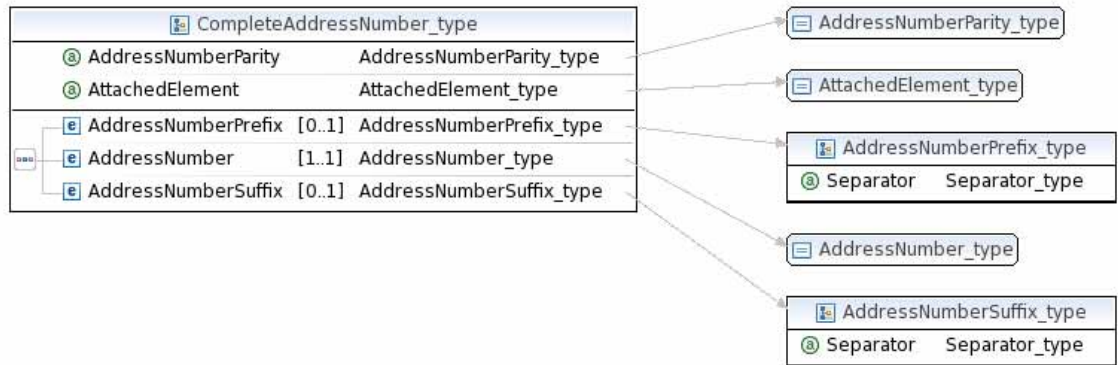 CompleteAddressNumber_type
AddressNumberParity AddressNumberParity_type
AttachedElement AttachedElement_type
AddressNumberPrefix [0..1] AddressNumberPrefix_type
AddressNumber [1..1] AddressNumber_type
AddressNumberSuffix [0..1] AddressNumberSuffix_type
AddressNumberParity_type
AttachedElement_type
AddressNumberPrefix_type
Separator Separator_type
AddressNumber_type
AddressNumberSuffix_type
Separator Separator_type